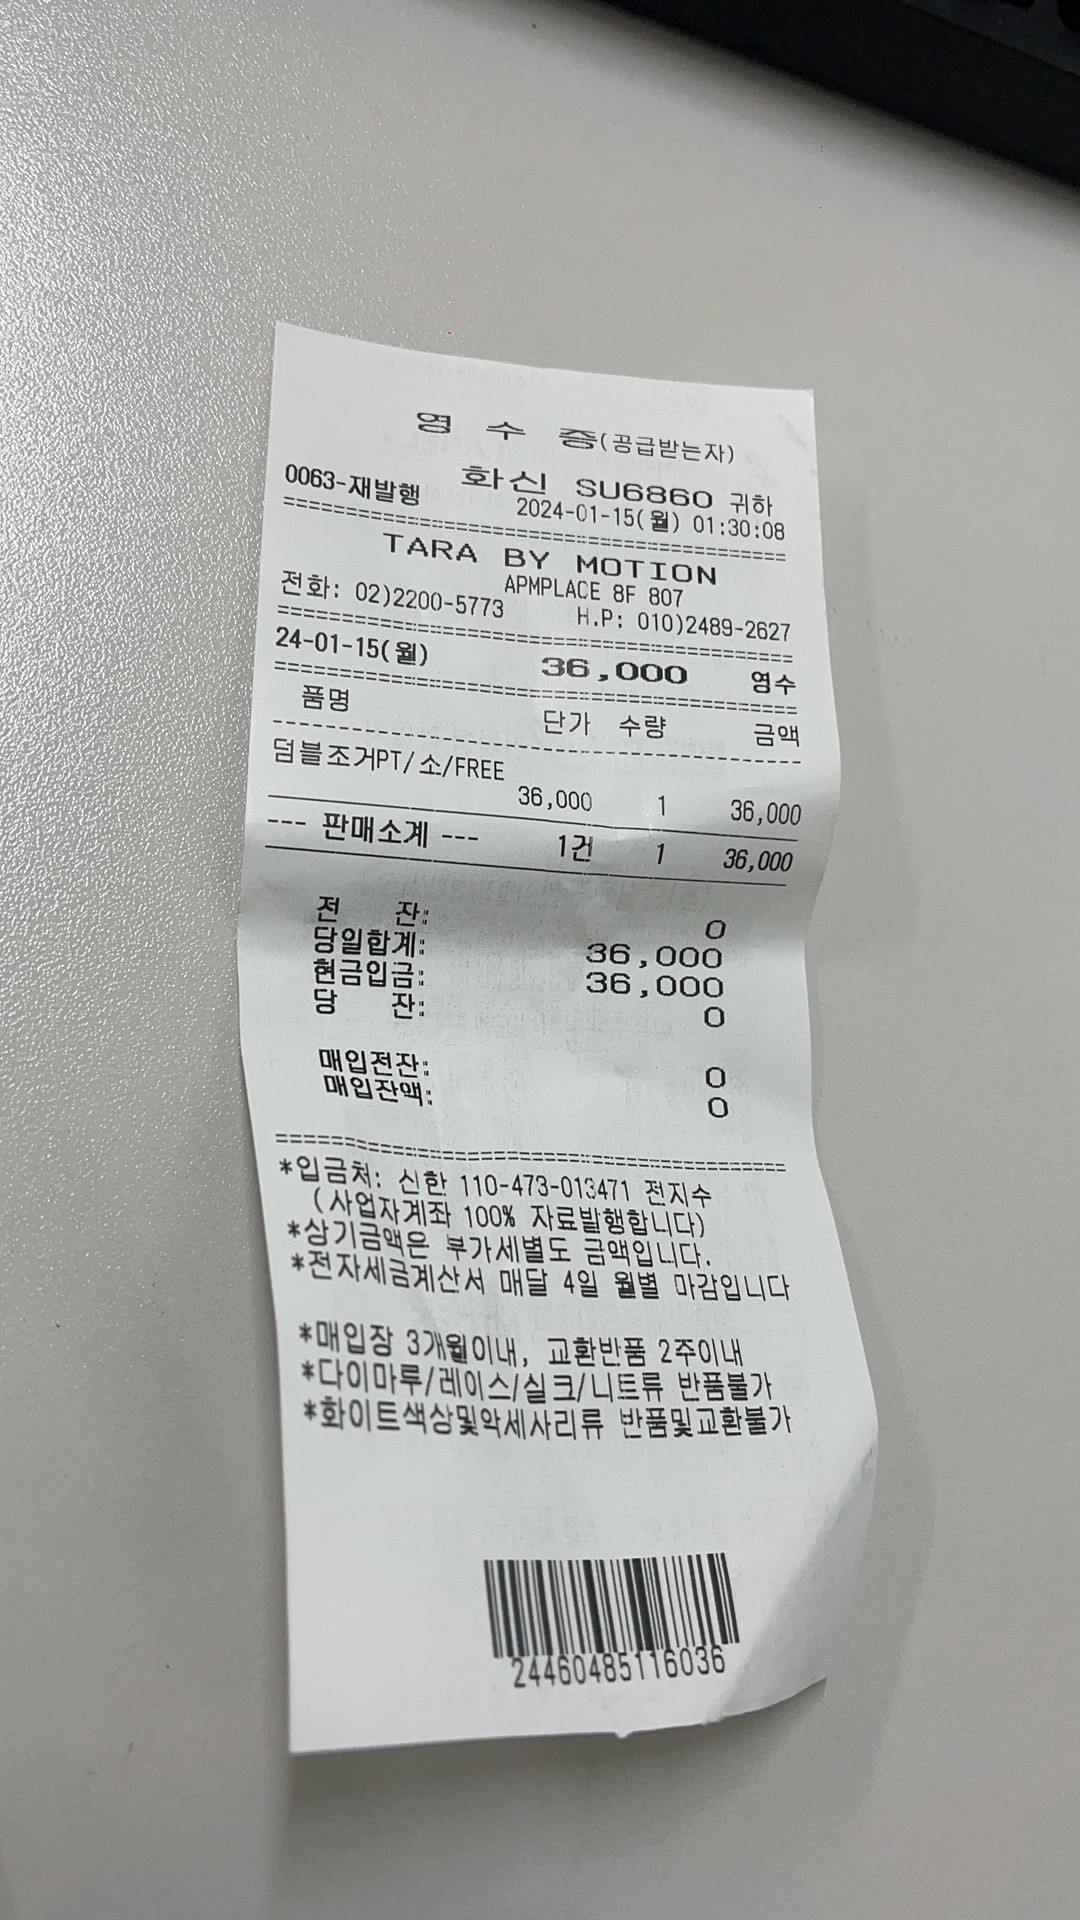 영 수 증(공급받는자)
화신 SU6860 귀하
0063-재발행 2024-01-15(월) 01:30:08
================================================
TARA BY MOTION
APMPLACE 8F 807
전화: 02)2200-5773 H.P: 010)2489-2627
================================================
24-01-15(월) 36,000 영수
================================================
품명 단가 수량 금액
------------------------------------------------
덤블조거PT/소/FREE
36,000 1 36,000
--- 판매소계 --- 1건 1 36,000
전 잔: 0
당일합계: 36,000
현금입금: 36,000
당 잔: 0
매입전잔: 0
매입잔액: 0
================================================
*입금처: 신한 110-473-013471 전지수
(사업자계좌 100% 자료발행합니다)
*상기금액은 부가세별도 금액입니다.
*전자세금계산서 매달 4일 월별 마감입니다
*매입장 3개월이내, 교환반품 2주이내
*다이마루/레이스/실크/니트류 반품불가
*화이트색상및악세사리류 반품및교환불가
24460485116036